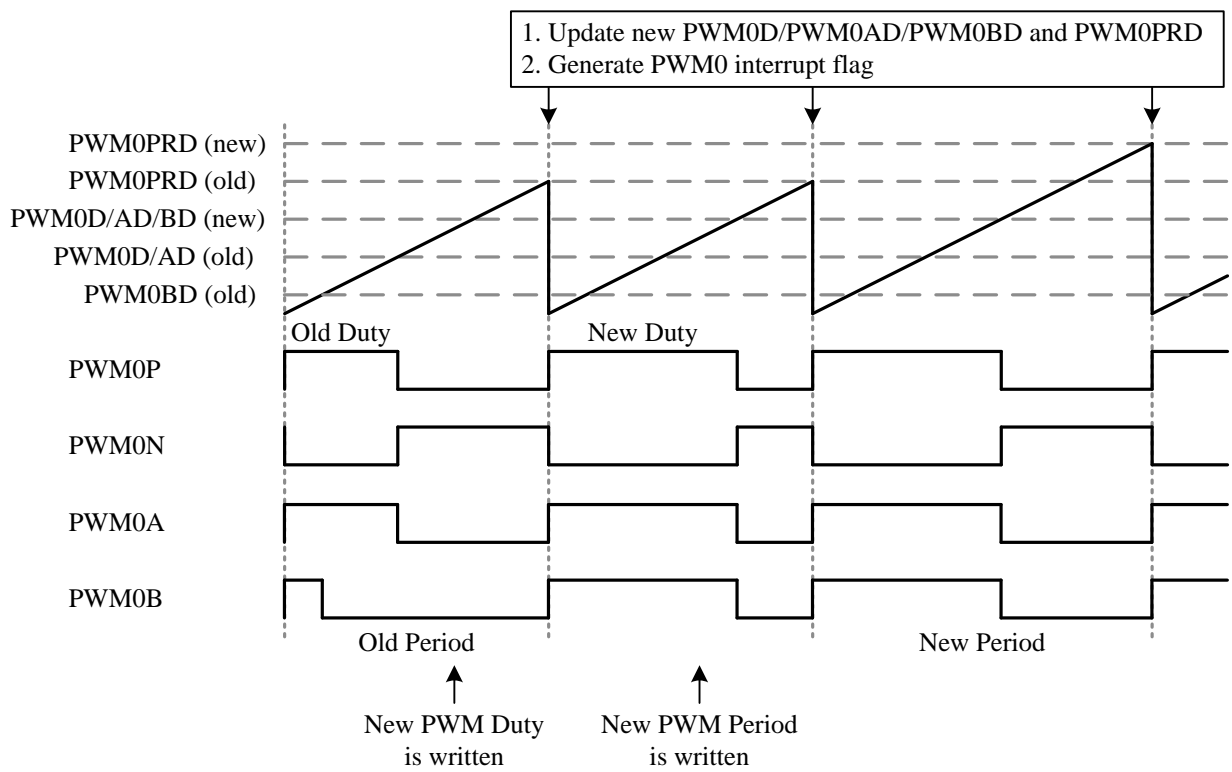 1. Update new PWM0D/PWM0AD/PWM0BD and PWM0PRD
2. Generate PWM0 interrupt flag
PWM0PRD (new)
PWM0PRD (old)
PWM0D/AD/BD (new)
PWM0D/AD (old)
PWM0BD (old)
Old Duty
New Duty
PWM0P
PWM0N
PWM0A
PWM0B
Old Period
New Period
New PWM Duty
is written
New PWM Period
is written